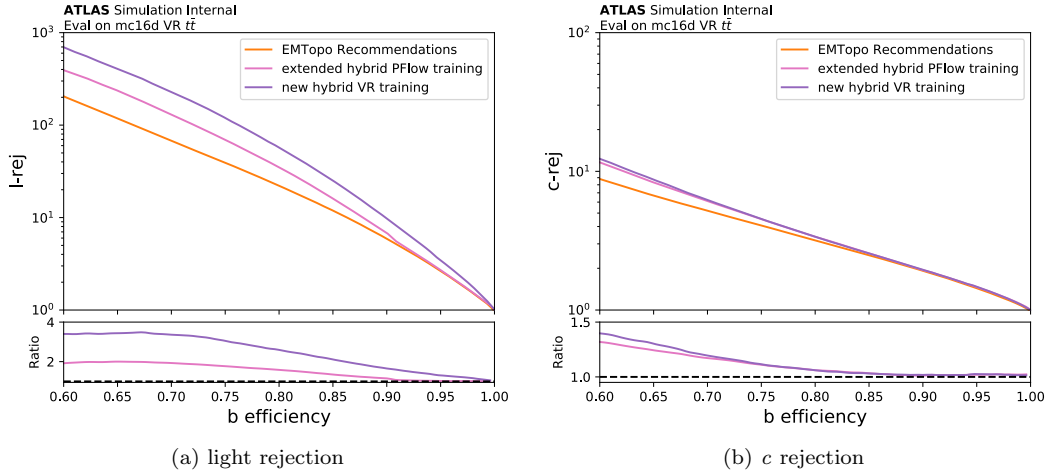 ATLAS Simulation Internal
Eval on mc16d VR tt̄
10³
10²
10¹
10⁰
l-rej
EMTopo Recommendations
extended hybrid PFlow training
new hybrid VR training
4
2
Ratio
0.60 0.65 0.70 0.75 0.80 0.85 0.90 0.95 1.00
b efficiency
(a) light rejection
ATLAS Simulation Internal
Eval on mc16d VR tt̄
10²
10¹
10⁰
c-rej
EMTopo Recommendations
extended hybrid PFlow training
new hybrid VR training
1.5
1.0
Ratio
0.60 0.65 0.70 0.75 0.80 0.85 0.90 0.95 1.00
b efficiency
(b) c rejection